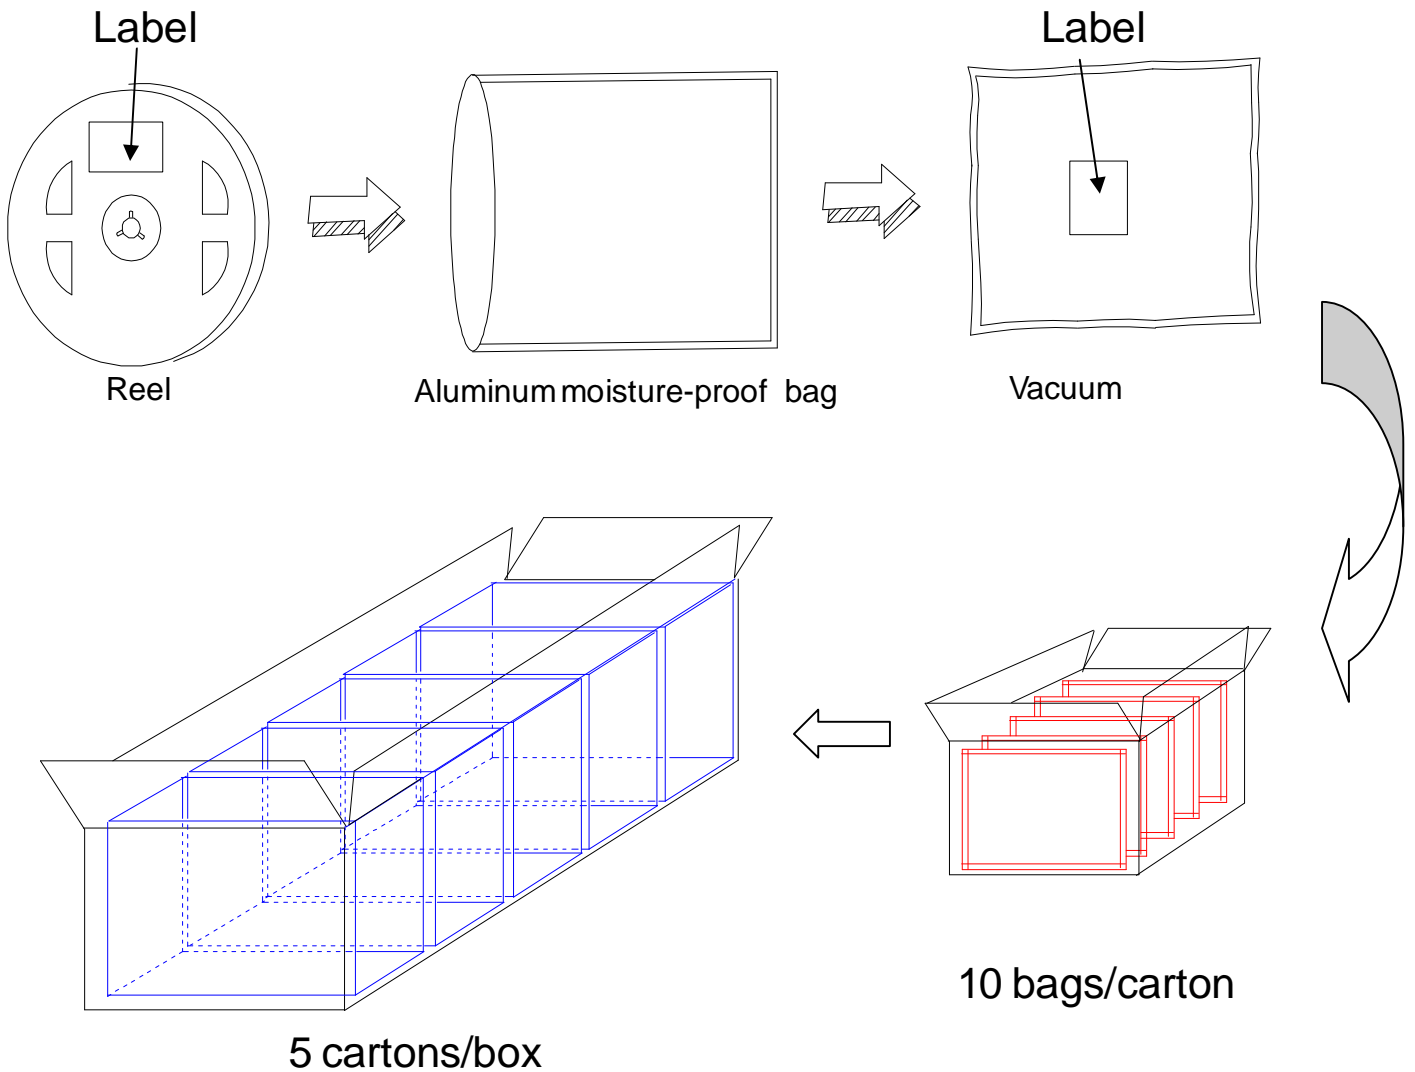 Label
Label
Reel
Aluminum moisture-proof bag
Vacuum
10 bags/carton
5 cartons/box